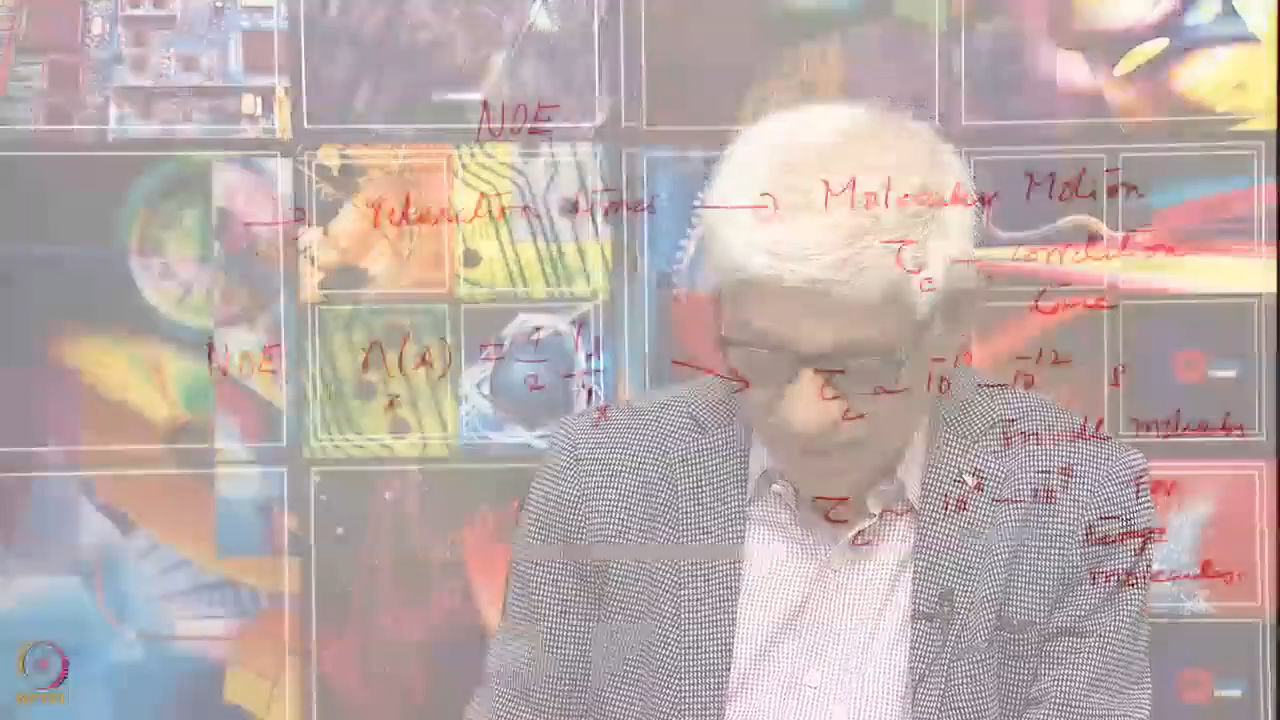 NOE
→ Relaxation times → Molecular Motion
τc — correlation time
NOE η(A) = 1/2
τc ~ 10 - 10⁻¹² s
small molecules
τc ~ For
Large
molecules
NPTEL